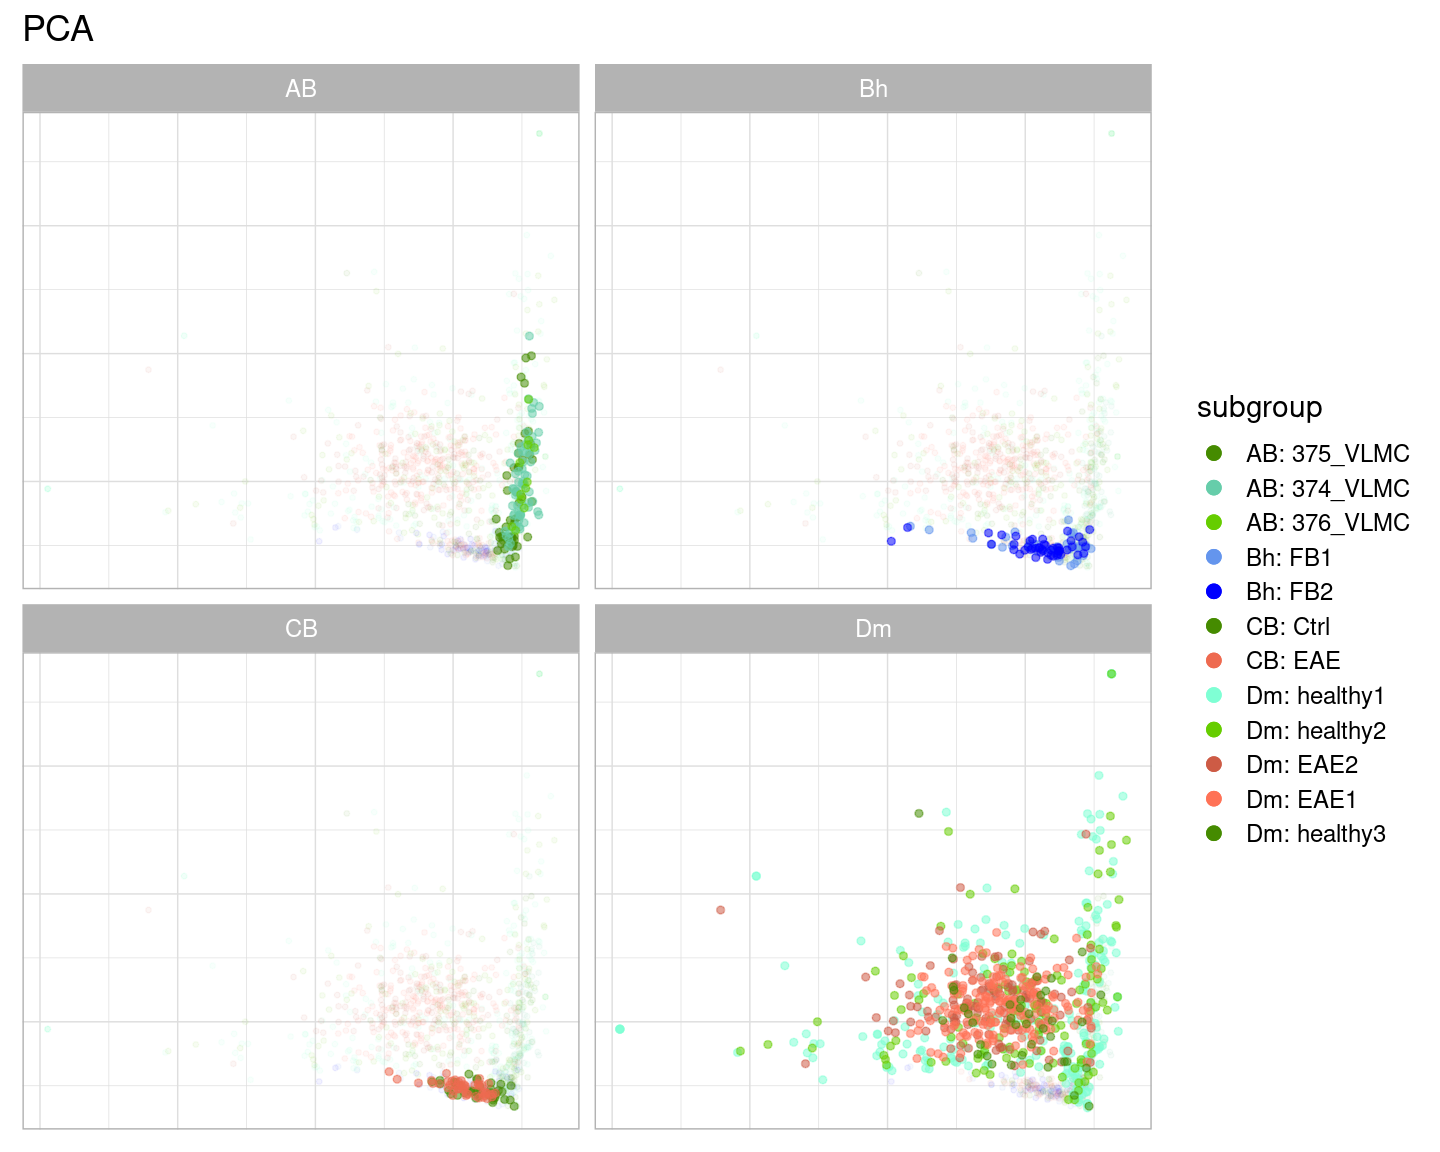 PCA
AB
Bh
CB
Dm
subgroup
AB: 375_VLMC
AB: 374_VLMC
AB: 376_VLMC
Bh: FB1
Bh: FB2
CB: Ctrl
CB: EAE
Dm: healthy1
Dm: healthy2
Dm: EAE2
Dm: EAE1
Dm: healthy3